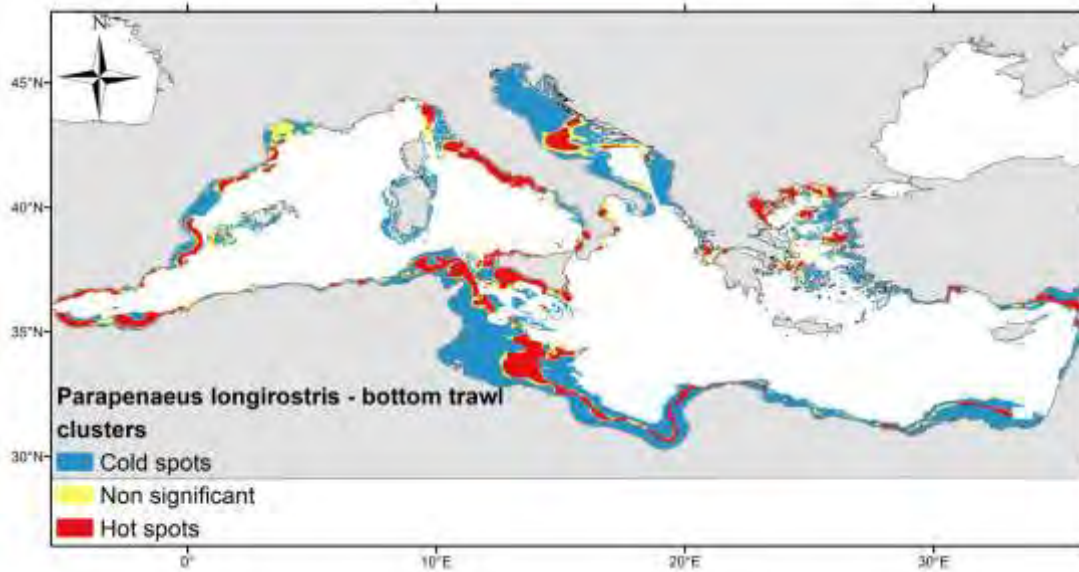 N
45°N
40°N
35°N
30°N
Parapenaeus longirostris - bottom trawl
clusters
Cold spots
Non significant
Hot spots
0°
10°E
20°E
30°E